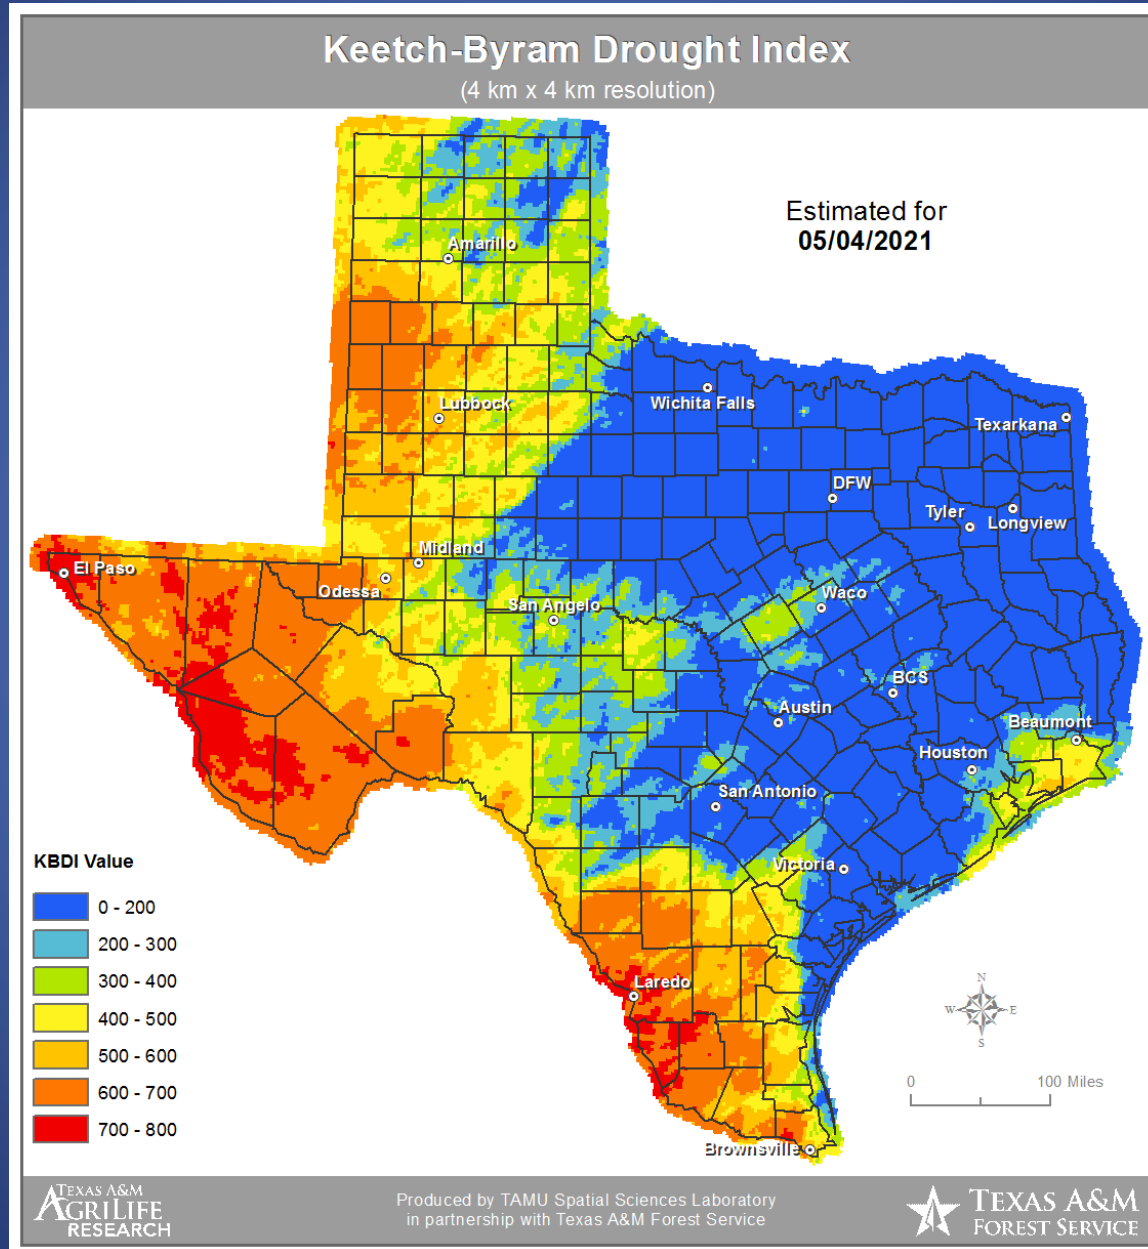 Keetch-Byram Drought Index
(4 km x 4 km resolution)
Estimated for
05/04/2021
Amarillo
Lubbock
Wichita Falls
Texarkana
DFW
Tyler
Longview
Midland
El Paso
Odessa
San Angelo
Waco
BCS
Austin
Beaumont
Houston
San Antonio
Victoria
Laredo
Brownsville
KBDI Value
0 - 200
200 - 300
300 - 400
400 - 500
500 - 600
600 - 700
700 - 800
N
W E
S
0 100 Miles
TEXAS A&M
AGRILIFE
RESEARCH
Produced by TAMU Spatial Sciences Laboratory
in partnership with Texas A&M Forest Service
TEXAS A&M
FOREST SERVICE